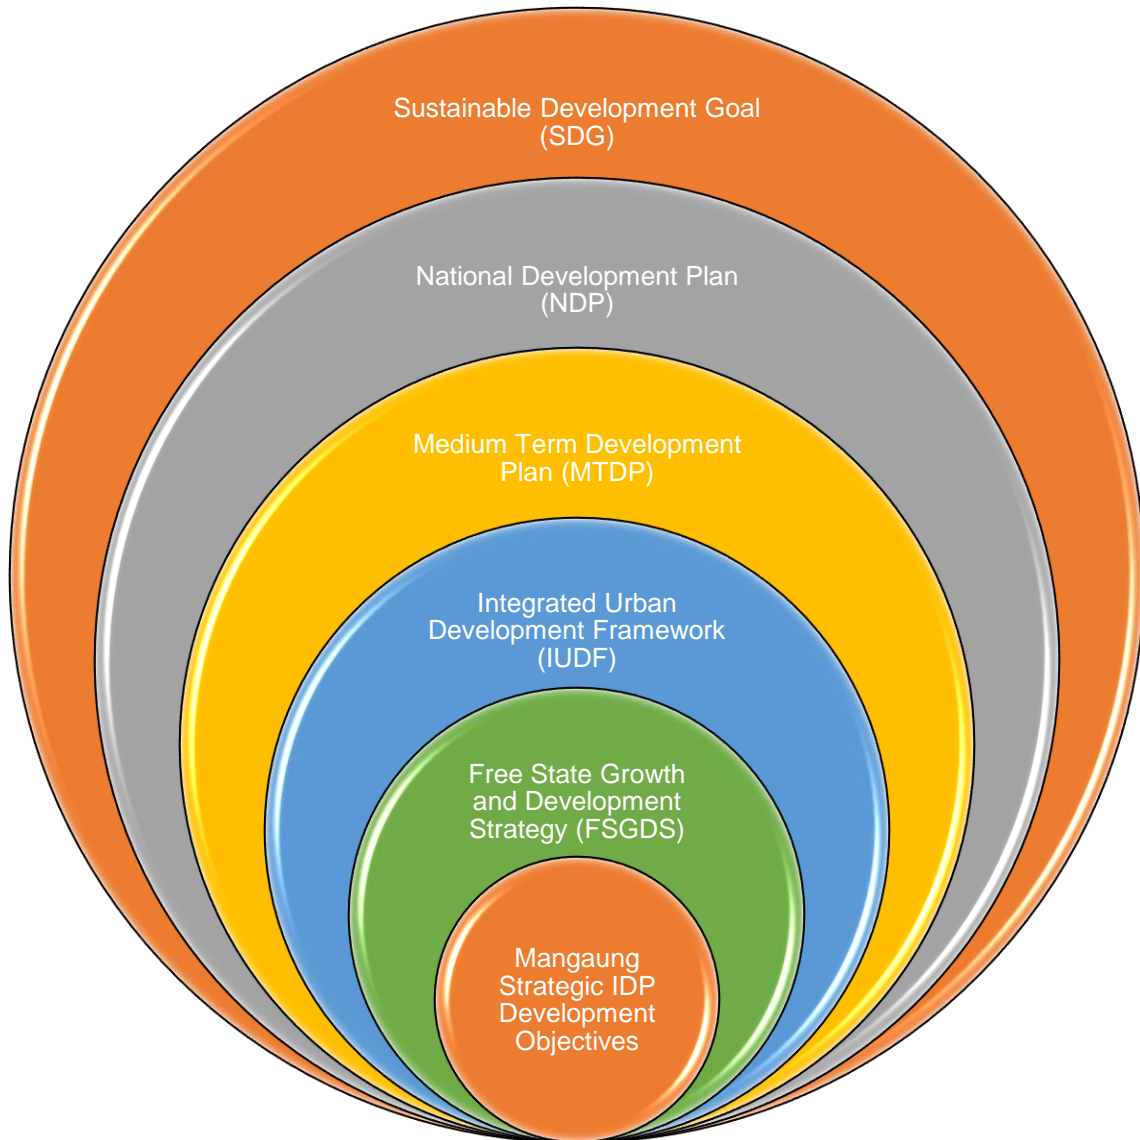 Sustainable Development Goal
(SDG)
National Development Plan
(NDP)
Medium Term Development
Plan (MTDP)
Integrated Urban
Development Framework
(IUDF)
Free State Growth
and Development
Strategy (FSGDS)
Mangaung
Strategic IDP
Development
Objectives